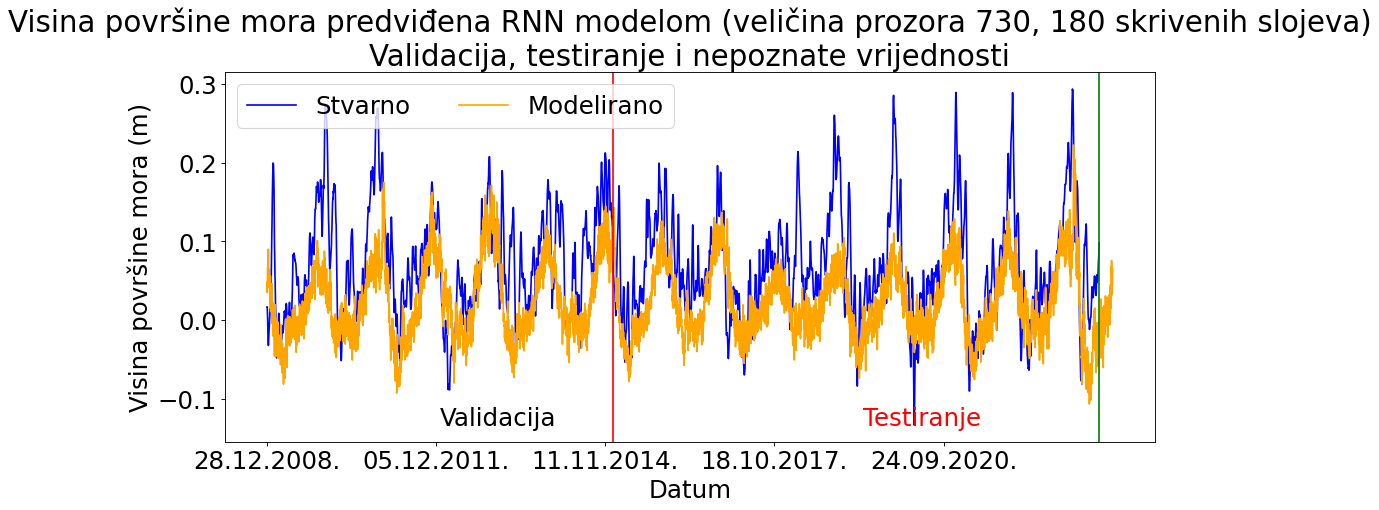 Visina površine mora predviđena RNN modelom (veličina prozora 730, 180 skrivenih slojeva)
Validacija, testiranje i nepoznate vrijednosti
Stvarno
Modelirano
Visina površine mora (m)
0.3
0.2
0.1
0.0
−0.1
Validacija
Testiranje
28.12.2008.
05.12.2011.
11.11.2014.
18.10.2017.
24.09.2020.
Datum